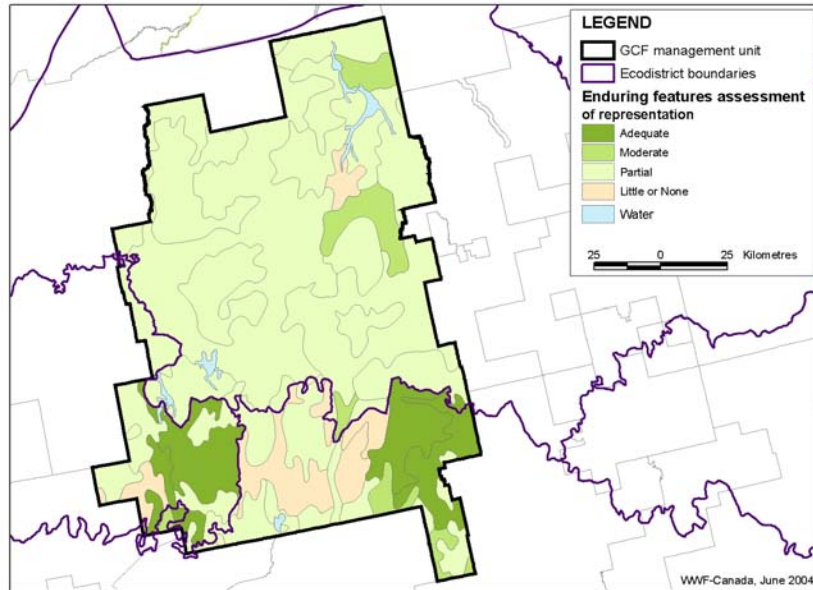 LEGEND
GCF management unit
Ecodistrict boundaries
Enduring features assessment
of representation
Adequate
Moderate
Partial
Little or None
Water
25 0 25 Kilometres
WWF-Canada, June 2004